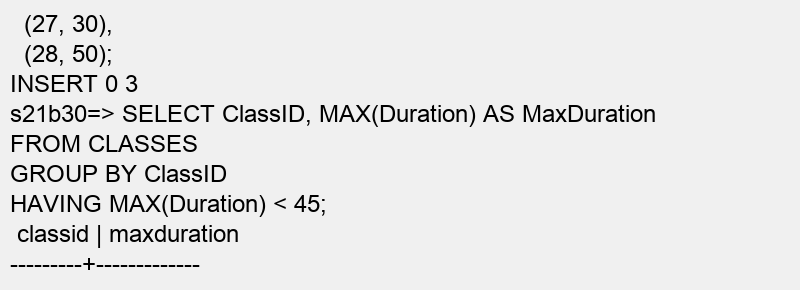 (27, 30),
(28, 50);
INSERT 0 3
s21b30=> SELECT ClassID, MAX(Duration) AS MaxDuration
FROM CLASSES
GROUP BY ClassID
HAVING MAX(Duration) < 45;
classid | maxduration
---------+-------------